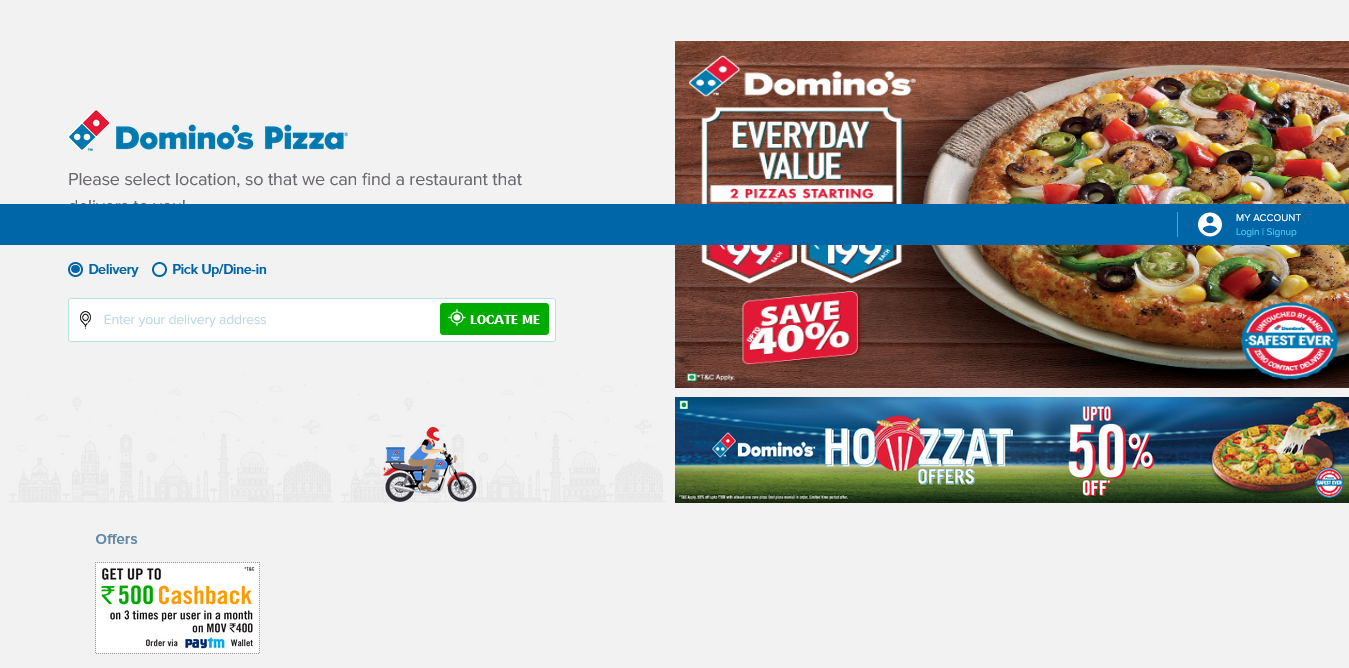 Domino's Pizza
Please select location, so that we can find a restaurant that
MY ACCOUNT
Login | Signup
Delivery
Pick Up/Dine-in
Enter your delivery address
LOCATE ME
Offers
GET UP TO
*T&C
₹500 Cashback
on 3 times per user in a month
on MOV ₹400
Order via paytm Wallet
Domino's
EVERYDAY
VALUE
2 PIZZAS STARTING
99 EACH
199 EACH
SAVE
UPTO 40%
*T&C Apply.
UNTOUCHED BY HAND
Domino's
SAFEST EVER
ZERO CONTACT DELIVERY
Domino's
HOWZZAT
OFFERS
UPTO
50%
OFF*
SAFEST EVER